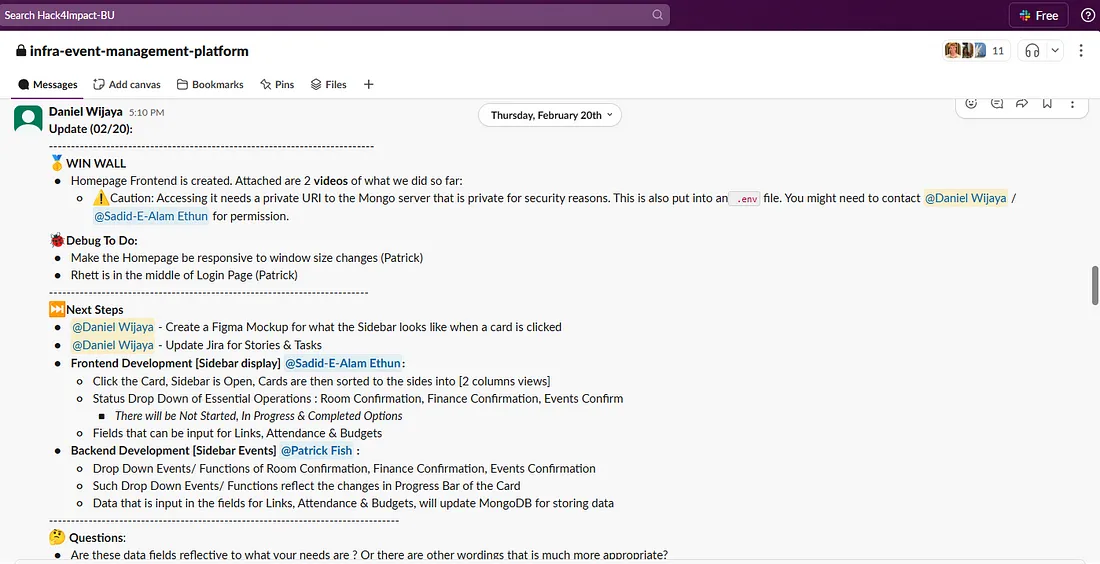 Search Hack4Impact-BU
Free
infra-event-management-platform
11
Messages
Add canvas
Bookmarks
Pins
Files
Daniel Wijaya 5:10 PM
Thursday, February 20th
Update (02/20):
--------------------------------------------------------------------------
🥇 WIN WALL
• Homepage Frontend is created. Attached are 2 videos of what we did so far:
◦ ⚠️Caution: Accessing it needs a private URI to the Mongo server that is private for security reasons. This is also put into an .env file. You might need to contact @Daniel Wijaya /
@Sadid-E-Alam Ethun for permission.
🐞Debug To Do:
• Make the Homepage be responsive to window size changes (Patrick)
• Rhett is in the middle of Login Page (Patrick)
-------------------------------------------------------------------------
⏭️Next Steps
• @Daniel Wijaya - Create a Figma Mockup for what the Sidebar looks like when a card is clicked
• @Daniel Wijaya - Update Jira for Stories & Tasks
• Frontend Development [Sidebar display] @Sadid-E-Alam Ethun:
◦ Click the Card, Sidebar is Open, Cards are then sorted to the sides into [2 columns views]
◦ Status Drop Down of Essential Operations : Room Confirmation, Finance Confirmation, Events Confirm
▪ There will be Not Started, In Progress & Completed Options
◦ Fields that can be input for Links, Attendance & Budgets
• Backend Development [Sidebar Events] @Patrick Fish :
◦ Drop Down Events/ Functions of Room Confirmation, Finance Confirmation, Events Confirmation
◦ Such Drop Down Events/ Functions reflect the changes in Progress Bar of the Card
◦ Data that is input in the fields for Links, Attendance & Budgets, will update MongoDB for storing data
--------------------------------------------------------------------------------
🤔 Questions:
• Are these data fields reflective to what your needs are ? Or there are other wordings that is much more appropriate?